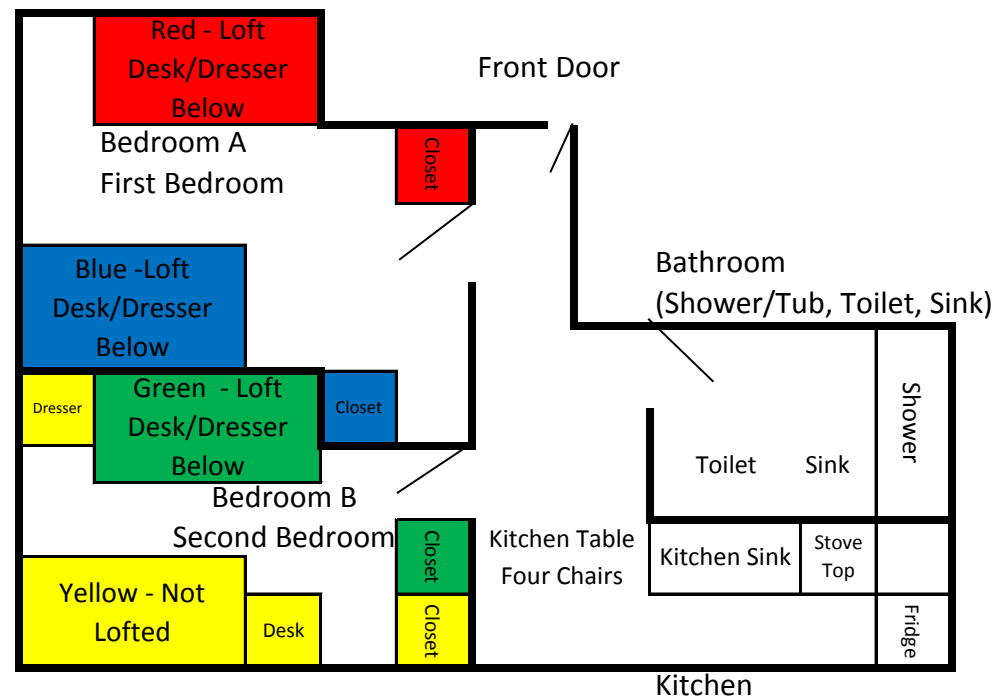 Red - Loft
Desk/Dresser
Below
Front Door
Bedroom A
First Bedroom
Closet
Blue -Loft
Desk/Dresser
Below
Bathroom
(Shower/Tub, Toilet, Sink)
Dresser
Green - Loft
Desk/Dresser
Below
Closet
Shower
Toilet
Sink
Bedroom B
Second Bedroom
Closet
Kitchen Table
Four Chairs
Kitchen Sink
Stove
Top
Yellow - Not
Lofted
Desk
Closet
Fridge
Kitchen